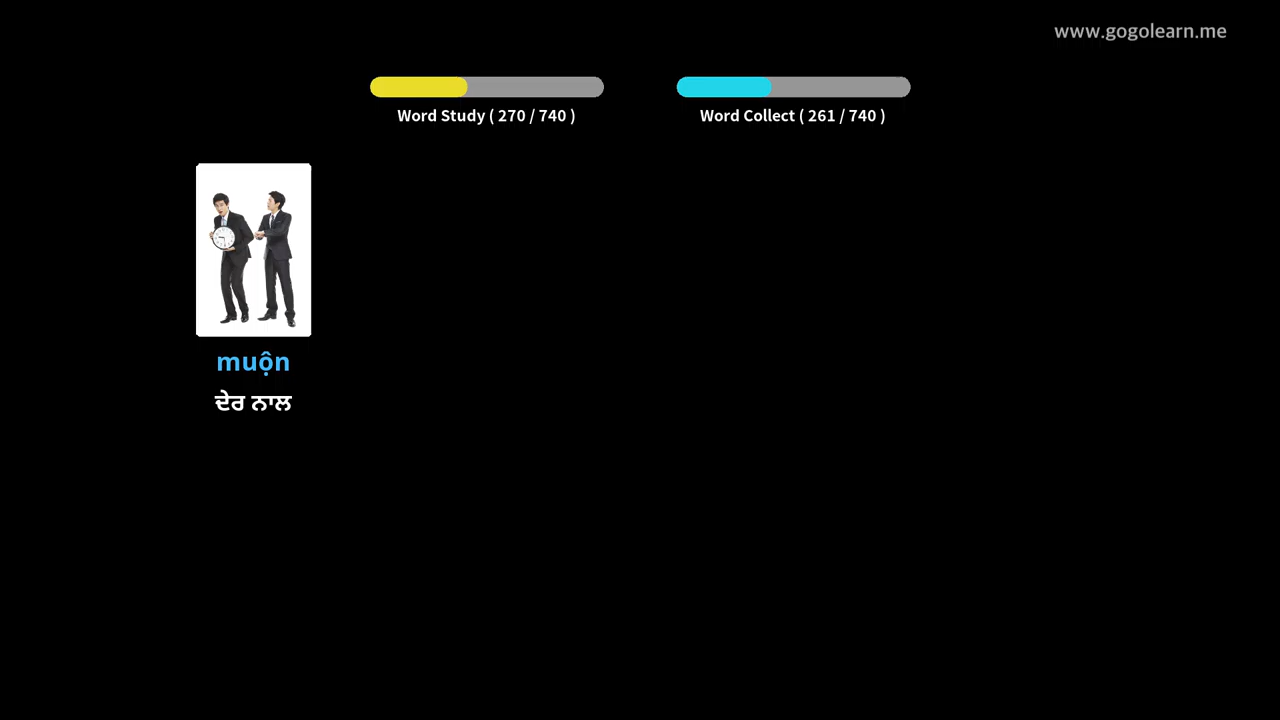 www.gogolearn.me
Word Study ( 270 / 740 )
Word Collect ( 261 / 740 )
muộn
ਦੇਰ ਨਾਲ